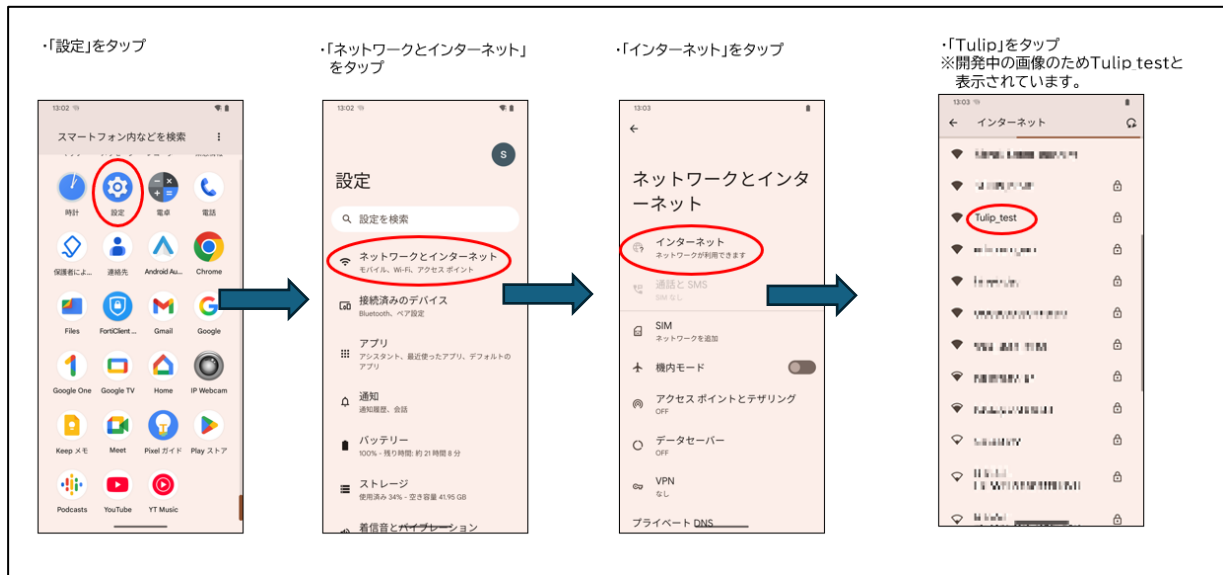 ・「設定」をタップ
・「ネットワークとインターネット」
をタップ
・「インターネット」をタップ
・「Tulip」をタップ
※開発中の画像のためTulip_testと
表示されています。
13:02
スマートフォン内などを検索
時計
設定
電卓
電話
保護者によ...
連絡先
Android Au...
Chrome
Files
FortiClient ...
Gmail
Google
Google One
Google TV
Home
IP Webcam
Keep メモ
Meet
Pixel ガイド
Play ストア
Podcasts
YouTube
YT Music
13:02
S
設定
設定を検索
ネットワークとインターネット
モバイル、Wi-Fi、アクセス ポイント
接続済みのデバイス
Bluetooth、ペア設定
アプリ
アシスタント、最近使ったアプリ、デフォルトの
アプリ
通知
通知履歴、会話
バッテリー
100% - 残り時間: 約 21 時間 8 分
ストレージ
使用済み 34% - 空き容量 41.95 GB
着信音とバイブレーション
13:03
ネットワークとインタ
ーネット
インターネット
ネットワークが利用できます
通話と SMS
SIM なし
SIM
ネットワークを追加
機内モード
アクセス ポイントとテザリング
OFF
データセーバー
OFF
VPN
なし
プライベート DNS
13:03
インターネット
Tulip_test